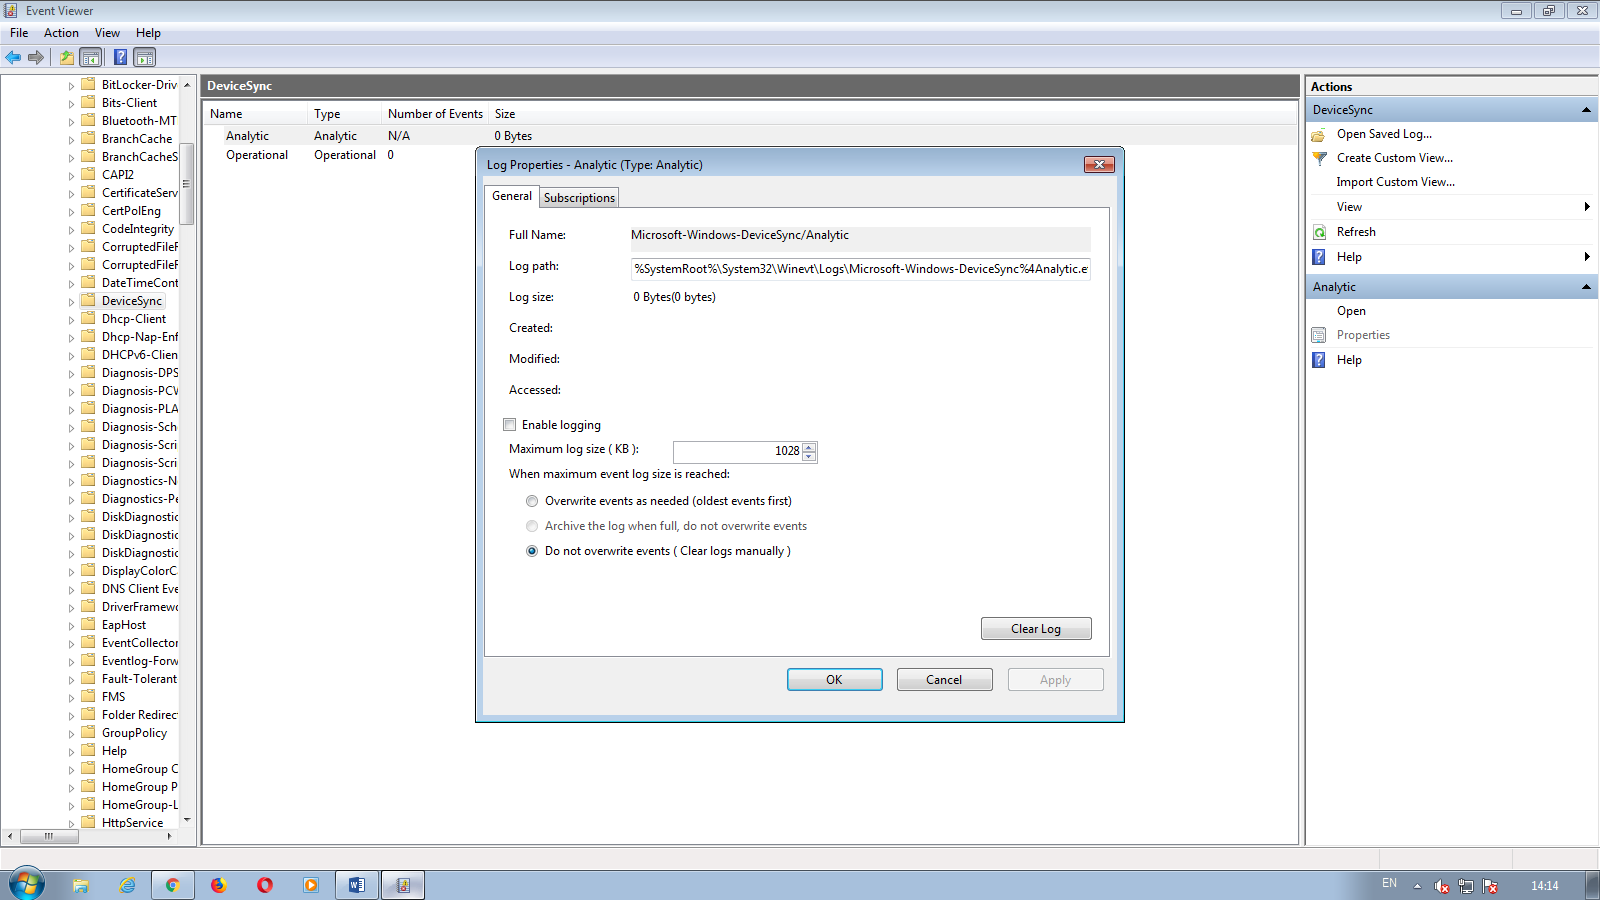 Event Viewer
File Action View Help
BitLocker-Driv
Bits-Client
Bluetooth-MT
BranchCache
BranchCacheS
CAPI2
CertificateServ
CertPolEng
CodeIntegrity
CorruptedFileR
CorruptedFileR
DateTimeCont
DeviceSync
Dhcp-Client
Dhcp-Nap-Enf
DHCPv6-Clien
Diagnosis-DPS
Diagnosis-PCW
Diagnosis-PLA
Diagnosis-Sch
Diagnosis-Scri
Diagnosis-Scri
Diagnostics-N
Diagnostics-Pe
DiskDiagnostic
DiskDiagnostic
DiskDiagnostic
DisplayColorC
DNS Client Eve
DriverFramewo
EapHost
EventCollector
Eventlog-Forw
Fault-Tolerant
FMS
Folder Redirec
GroupPolicy
Help
HomeGroup C
HomeGroup P
HomeGroup-L
HttpService
DeviceSync
Name Type Number of Events Size
Analytic Analytic N/A 0 Bytes
Operational Operational 0
Log Properties - Analytic (Type: Analytic)
General Subscriptions
Full Name: Microsoft-Windows-DeviceSync/Analytic
Log path: %SystemRoot%\System32\Winevt\Logs\Microsoft-Windows-DeviceSync%4Analytic.e
Log size: 0 Bytes(0 bytes)
Created:
Modified:
Accessed:
Enable logging
Maximum log size ( KB ): 1028
When maximum event log size is reached:
Overwrite events as needed (oldest events first)
Archive the log when full, do not overwrite events
Do not overwrite events ( Clear logs manually )
Clear Log
OK Cancel Apply
Actions
DeviceSync
Open Saved Log...
Create Custom View...
Import Custom View...
View
Refresh
Help
Analytic
Open
Properties
Help
EN 14:14